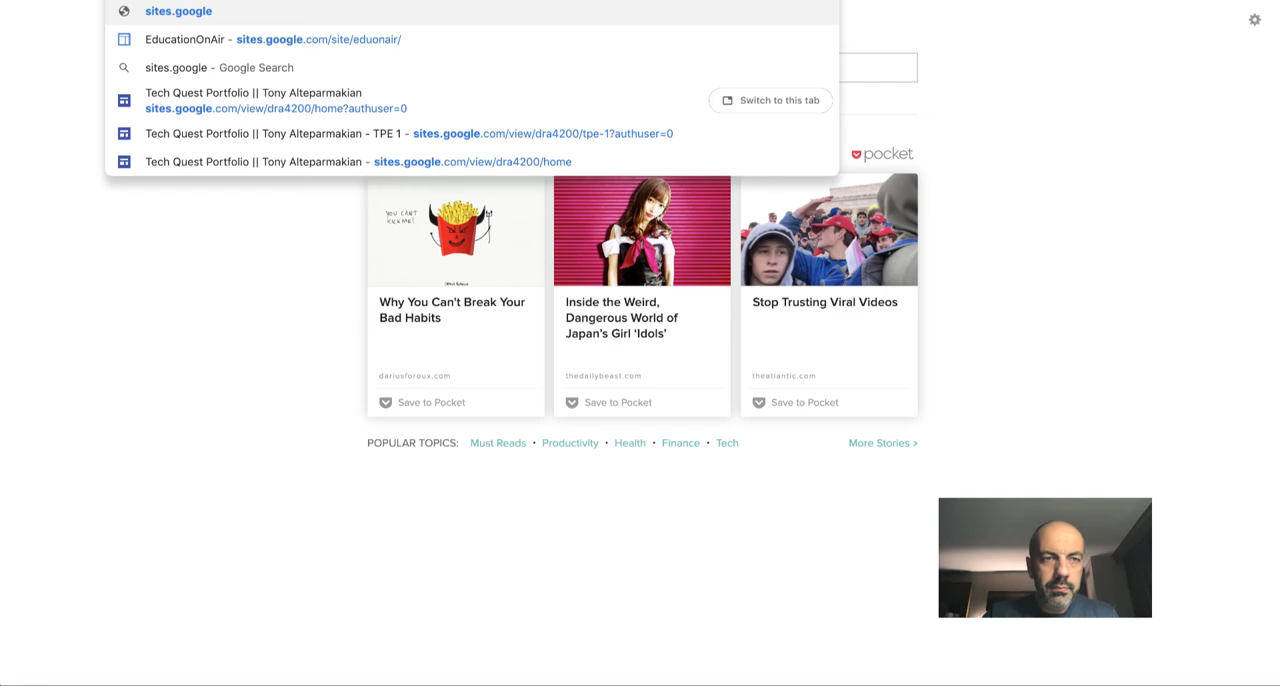 sites.google
EducationOnAir - sites.google.com/site/eduonair/
sites.google - Google Search
Tech Quest Portfolio || Tony Alteparmakian
sites.google.com/view/dra4200/home?authuser=0
Switch to this tab
Tech Quest Portfolio || Tony Alteparmakian - TPE 1 - sites.google.com/view/dra4200/tpe-1?authuser=0
Tech Quest Portfolio || Tony Alteparmakian - sites.google.com/view/dra4200/home
pocket
YOU CAN'T
KICK ME!
Why You Can't Break Your
Bad Habits
dariusforoux.com
Save to Pocket
Inside the Weird,
Dangerous World of
Japan's Girl 'Idols'
thedailybeast.com
Save to Pocket
Stop Trusting Viral Videos
theatlantic.com
Save to Pocket
POPULAR TOPICS: Must Reads • Productivity • Health • Finance • Tech
More Stories >